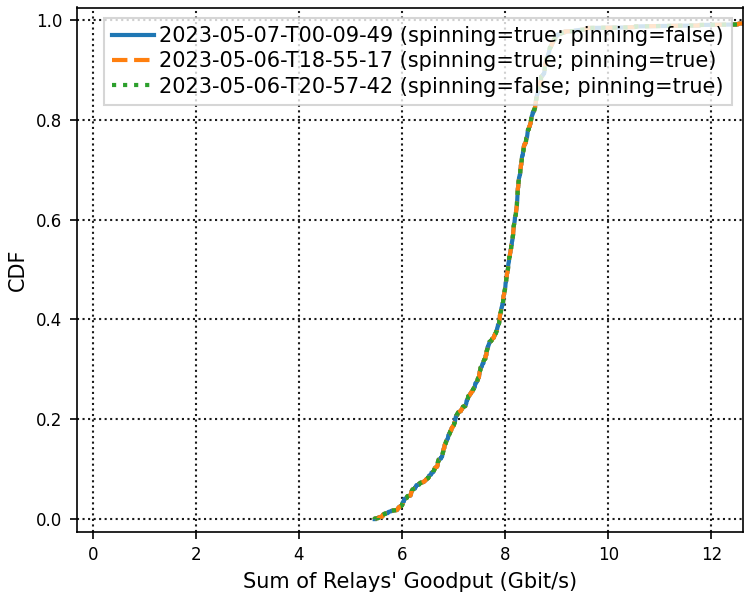 2023-05-07-T00-09-49 (spinning=true; pinning=false)
2023-05-06-T18-55-17 (spinning=true; pinning=true)
2023-05-06-T20-57-42 (spinning=false; pinning=true)
1.0
0.8
0.6
0.4
0.2
0.0
CDF
0 2 4 6 8 10 12
Sum of Relays' Goodput (Gbit/s)